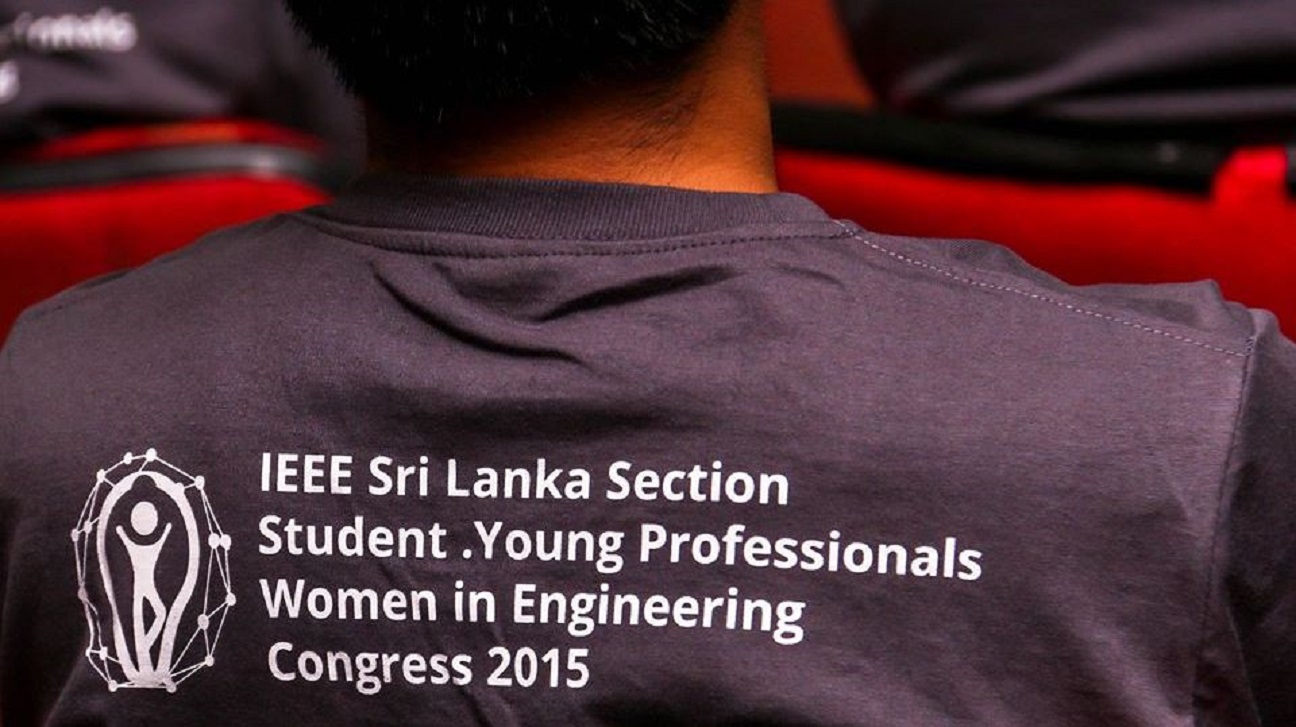 IEEE Sri Lanka Section
Student .Young Professionals
Women in Engineering
Congress 2015